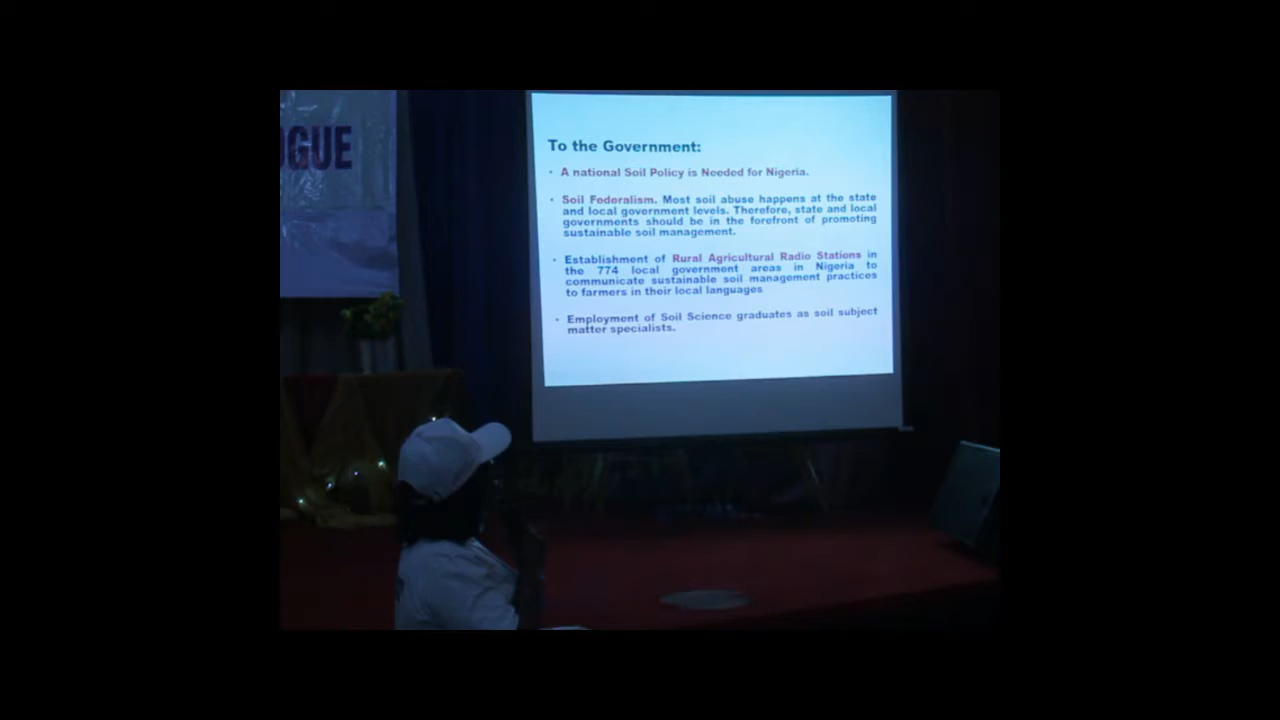 OGUE
To the Government:
• A national Soil Policy is Needed for Nigeria.
• Soil Federalism. Most soil abuse happens at the state
and local government levels. Therefore, state and local
governments should be in the forefront of promoting
sustainable soil management.
• Establishment of Rural Agricultural Radio Stations in
the 774 local government areas in Nigeria to
communicate sustainable soil management practices
to farmers in their local languages
• Employment of Soil Science graduates as soil subject
matter specialists.